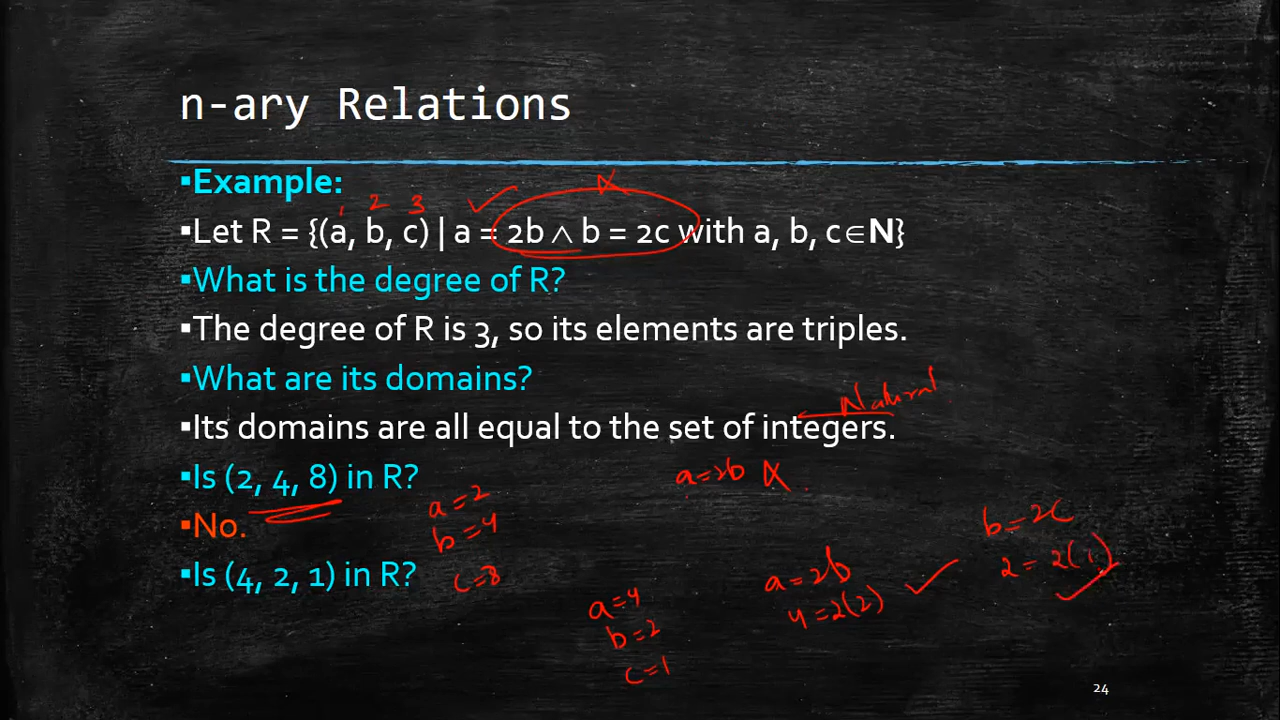 n-ary Relations
▪Example:
1 2 3
▪Let R = {(a, b, c) | a = 2b ∧ b = 2c with a, b, c∈N}
▪What is the degree of R?
▪The degree of R is 3, so its elements are triples.
▪What are its domains?
Natural
▪Its domains are all equal to the set of integers.
▪Is (2, 4, 8) in R?
a=2b
a=2
▪No.
b=4
b=2c
▪Is (4, 2, 1) in R?
c=8
a=2b
2=2(1)
a=4
4=2(2)
b=2
c=1
24